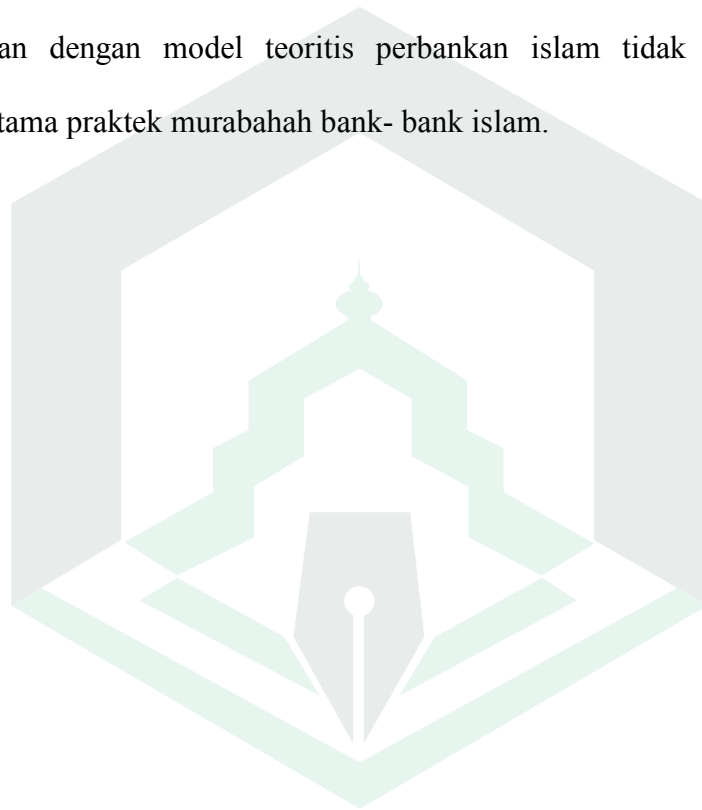 an dengan model teoritis perbankan islam tidak
tama praktek murabahah bank- bank islam.